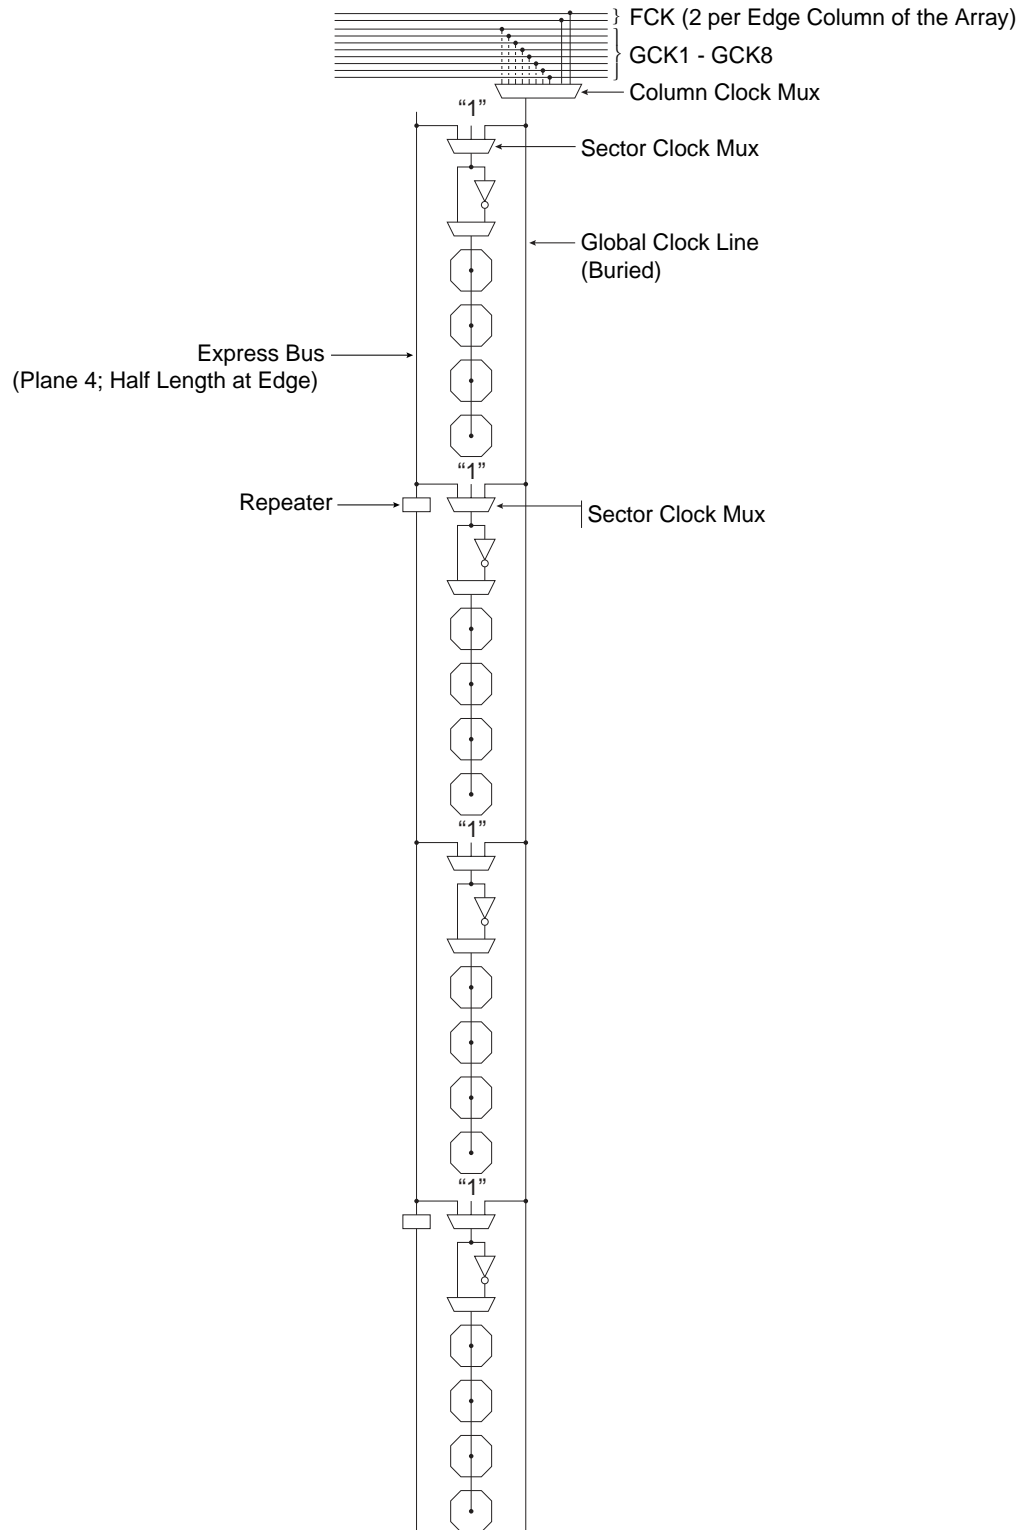 FCK (2 per Edge Column of the Array)
GCK1 - GCK8
Column Clock Mux
“1”
Sector Clock Mux
Global Clock Line
(Buried)
Express Bus
(Plane 4; Half Length at Edge)
“1”
Repeater
Sector Clock Mux
“1”
“1”